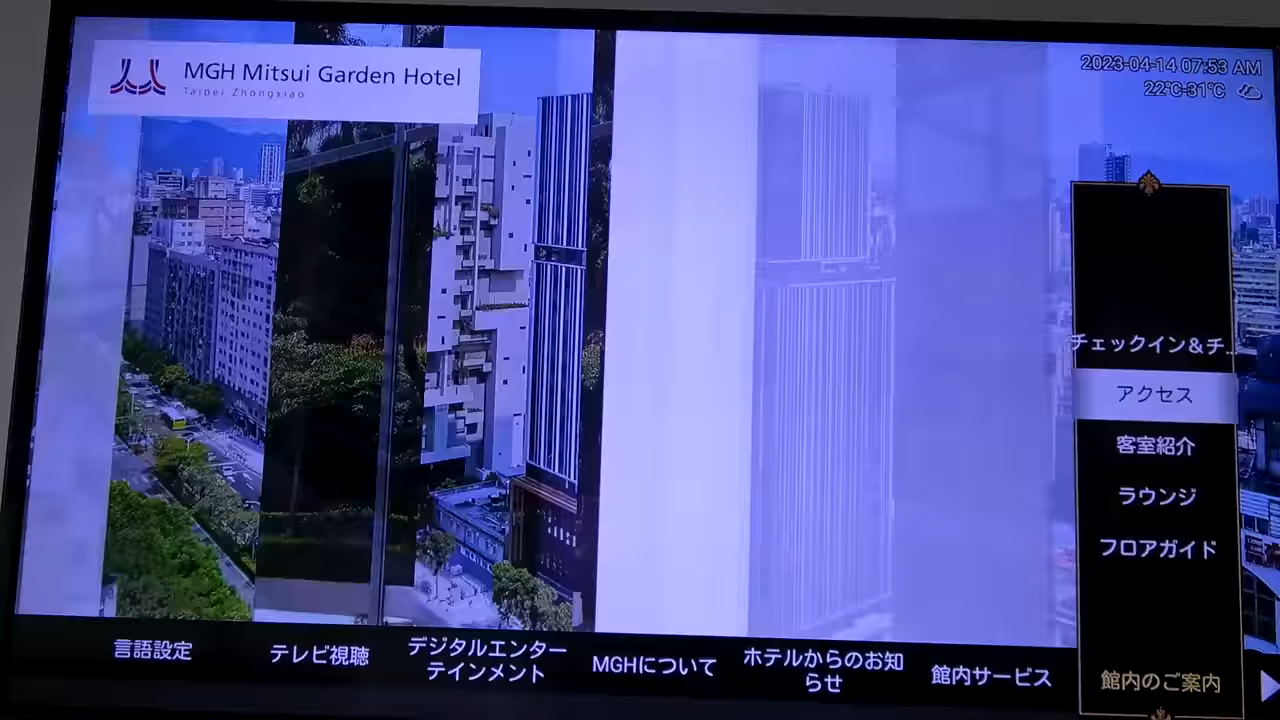 MGH Mitsui Garden Hotel
Taipei Zhongxiao
2023-04-14 07:53 AM
22°C-31°C
チェックイン&チ..
アクセス
客室紹介
ラウンジ
フロアガイド
館内のご案内
言語設定
テレビ視聴
デジタルエンター
テインメント
MGHについて
ホテルからのお知
らせ
館内サービス